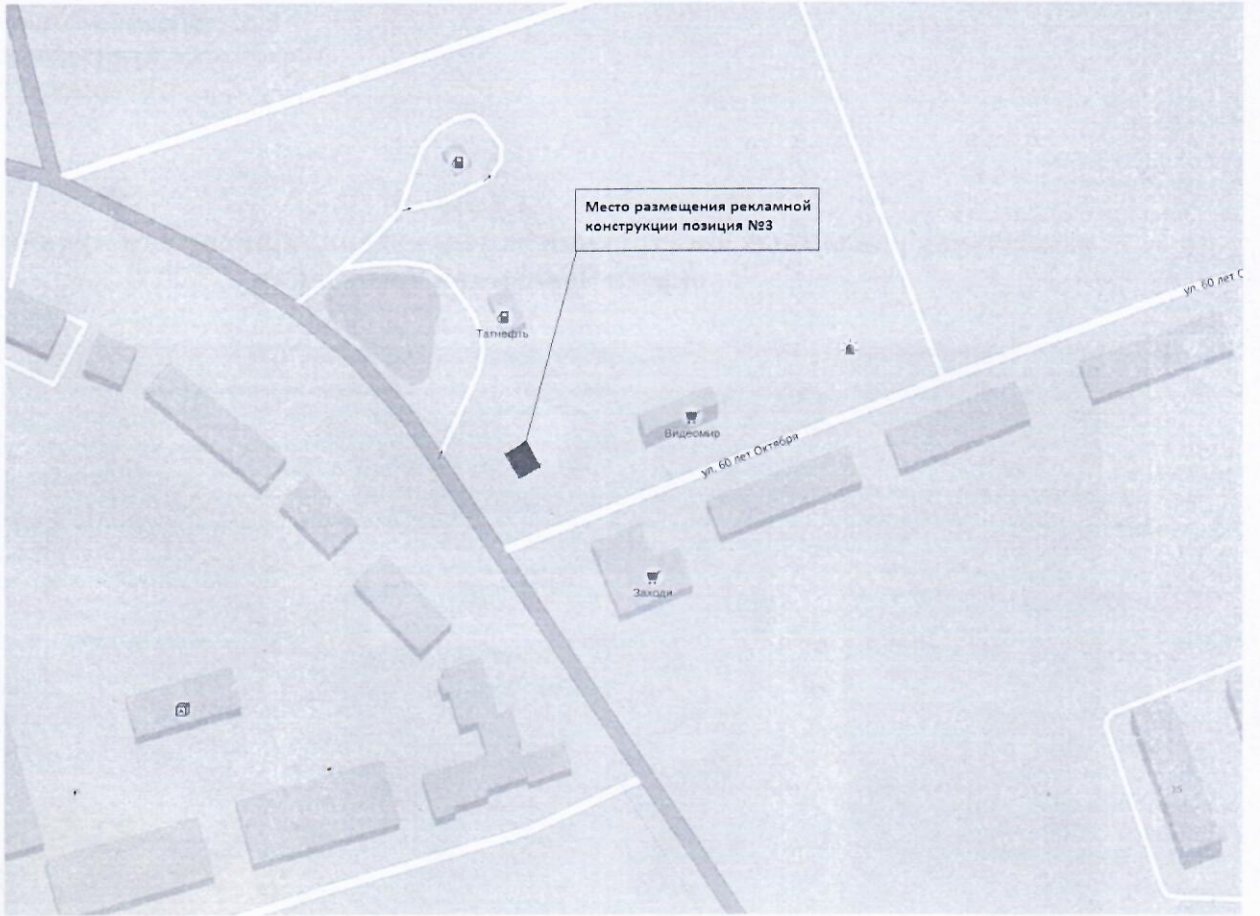 Место размещения рекламной
конструкции позиция №3
ул. 60 лет О
Татнефть
Видеомир
ул. 60 лет Октября
Заходи